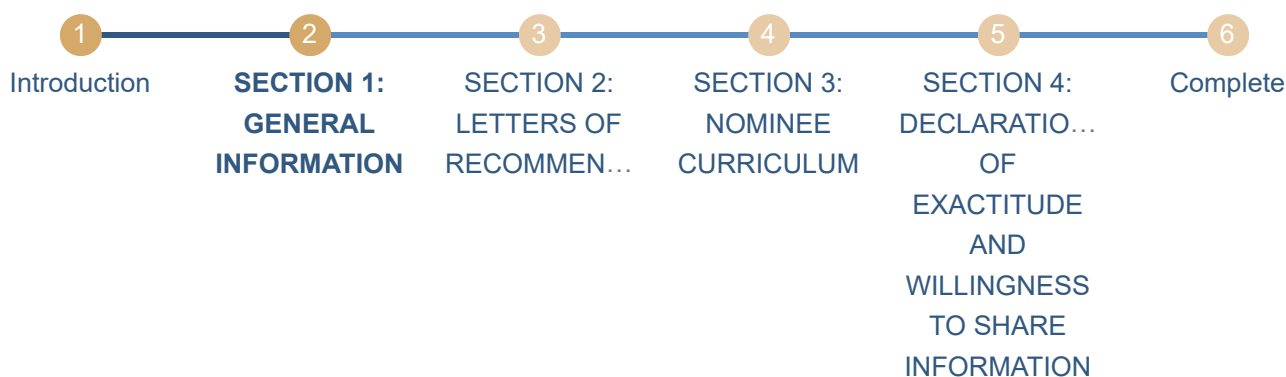 1
Introduction
2
SECTION 1:
GENERAL
INFORMATION
3
SECTION 2:
LETTERS OF
RECOMMEN…
4
SECTION 3:
NOMINEE
CURRICULUM
5
SECTION 4:
DECLARATIO…
OF
EXACTITUDE
AND
WILLINGNESS
TO SHARE
INFORMATION
6
Complete